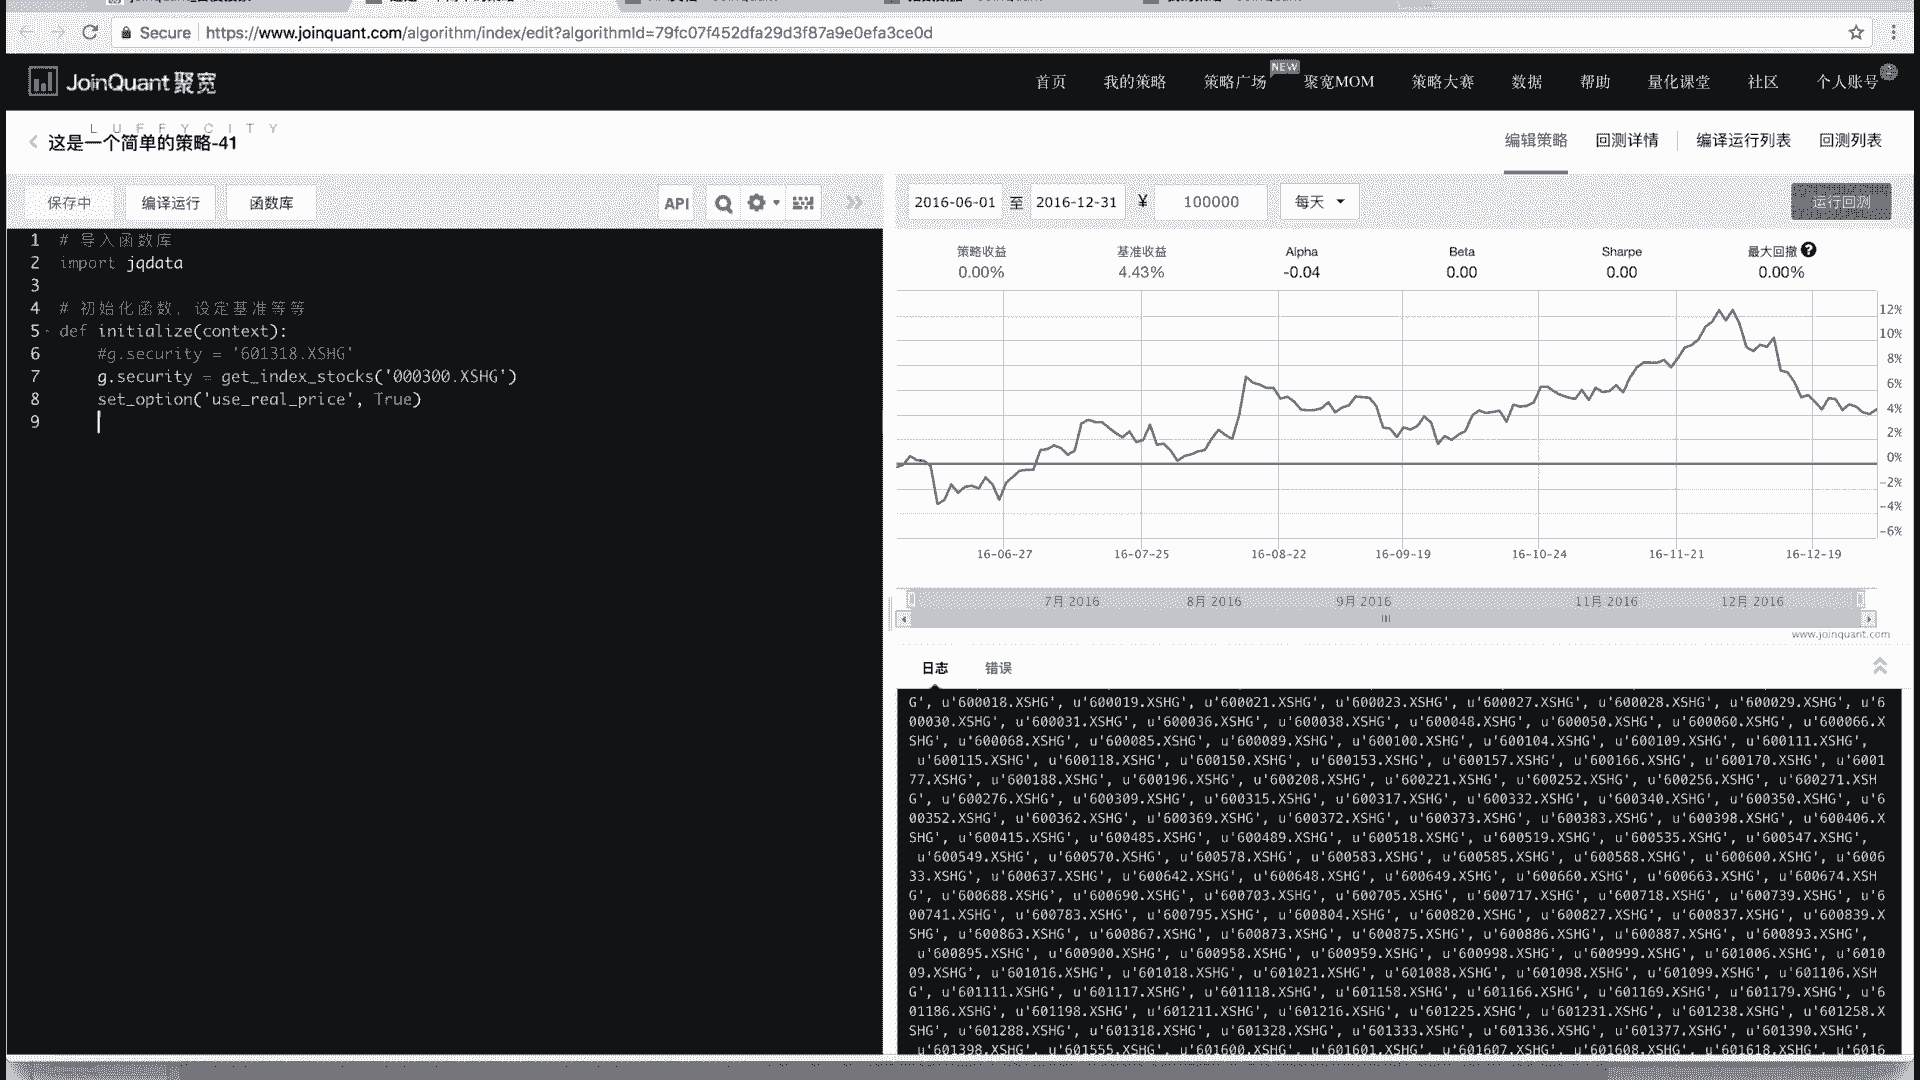 Secure https://www.joinquant.com/algorithm/index/edit?algorithmId=79fc07f452dfa29d3f87a9e0efa3ce0d
JoinQuant 聚宽
首页 我的策略 策略广场 NEW 聚宽MOM 策略大赛 数据 帮助 量化课堂 社区 个人账号
LUFFYCITY
这是一个简单的策略-41
编辑策略 回测详情 编译运行列表 回测列表
保存中 编译运行 函数库 API
2016-06-01 至 2016-12-31 ¥ 100000 每天 运行回测
1 # 导入函数库
2 import jqdata
3
4 # 初始化函数，设定基准等等
5 def initialize(context):
6 #g.security = '601318.XSHG'
7 g.security = get_index_stocks('000300.XSHG')
8 set_option('use_real_price', True)
9
策略收益 基准收益 Alpha Beta Sharpe 最大回撤
0.00% 4.43% -0.04 0.00 0.00 0.00%
12%
10%
8%
6%
4%
2%
0%
-2%
-4%
-6%
16-06-27 16-07-25 16-08-22 16-09-19 16-10-24 16-11-21 16-12-19
7月 2016 8月 2016 9月 2016 11月 2016 12月 2016
www.joinquant.com
日志 错误
G', u'600018.XSHG', u'600019.XSHG', u'600021.XSHG', u'600023.XSHG', u'600027.XSHG', u'600028.XSHG', u'600029.XSHG', u'6
00030.XSHG', u'600031.XSHG', u'600036.XSHG', u'600038.XSHG', u'600048.XSHG', u'600050.XSHG', u'600060.XSHG', u'600066.X
SHG', u'600068.XSHG', u'600085.XSHG', u'600089.XSHG', u'600100.XSHG', u'600104.XSHG', u'600109.XSHG', u'600111.XSHG',
u'600115.XSHG', u'600118.XSHG', u'600150.XSHG', u'600153.XSHG', u'600157.XSHG', u'600166.XSHG', u'600170.XSHG', u'6001
77.XSHG', u'600188.XSHG', u'600196.XSHG', u'600208.XSHG', u'600221.XSHG', u'600252.XSHG', u'600256.XSHG', u'600271.XSH
G', u'600276.XSHG', u'600309.XSHG', u'600315.XSHG', u'600317.XSHG', u'600332.XSHG', u'600340.XSHG', u'600350.XSHG', u'6
00352.XSHG', u'600362.XSHG', u'600369.XSHG', u'600372.XSHG', u'600373.XSHG', u'600383.XSHG', u'600398.XSHG', u'600406.X
SHG', u'600415.XSHG', u'600485.XSHG', u'600489.XSHG', u'600518.XSHG', u'600519.XSHG', u'600535.XSHG', u'600547.XSHG',
u'600549.XSHG', u'600570.XSHG', u'600578.XSHG', u'600583.XSHG', u'600585.XSHG', u'600588.XSHG', u'600600.XSHG', u'6006
33.XSHG', u'600637.XSHG', u'600642.XSHG', u'600648.XSHG', u'600649.XSHG', u'600660.XSHG', u'600663.XSHG', u'600674.XSH
G', u'600688.XSHG', u'600690.XSHG', u'600703.XSHG', u'600705.XSHG', u'600717.XSHG', u'600718.XSHG', u'600739.XSHG', u'6
00741.XSHG', u'600783.XSHG', u'600795.XSHG', u'600804.XSHG', u'600820.XSHG', u'600827.XSHG', u'600837.XSHG', u'600839.X
SHG', u'600863.XSHG', u'600867.XSHG', u'600873.XSHG', u'600875.XSHG', u'600886.XSHG', u'600887.XSHG', u'600893.XSHG',
u'600895.XSHG', u'600900.XSHG', u'600958.XSHG', u'600959.XSHG', u'600998.XSHG', u'600999.XSHG', u'601006.XSHG', u'6010
09.XSHG', u'601016.XSHG', u'601018.XSHG', u'601021.XSHG', u'601088.XSHG', u'601098.XSHG', u'601099.XSHG', u'601106.XSH
G', u'601111.XSHG', u'601117.XSHG', u'601118.XSHG', u'601158.XSHG', u'601166.XSHG', u'601169.XSHG', u'601179.XSHG', u'6
01186.XSHG', u'601198.XSHG', u'601211.XSHG', u'601216.XSHG', u'601225.XSHG', u'601231.XSHG', u'601238.XSHG', u'601258.X
SHG', u'601288.XSHG', u'601318.XSHG', u'601328.XSHG', u'601333.XSHG', u'601336.XSHG', u'601377.XSHG', u'601390.XSHG',
u'601398.XSHG', u'601555.XSHG', u'601600.XSHG', u'601601.XSHG', u'601607.XSHG', u'601608.XSHG', u'601618.XSHG', u'6016